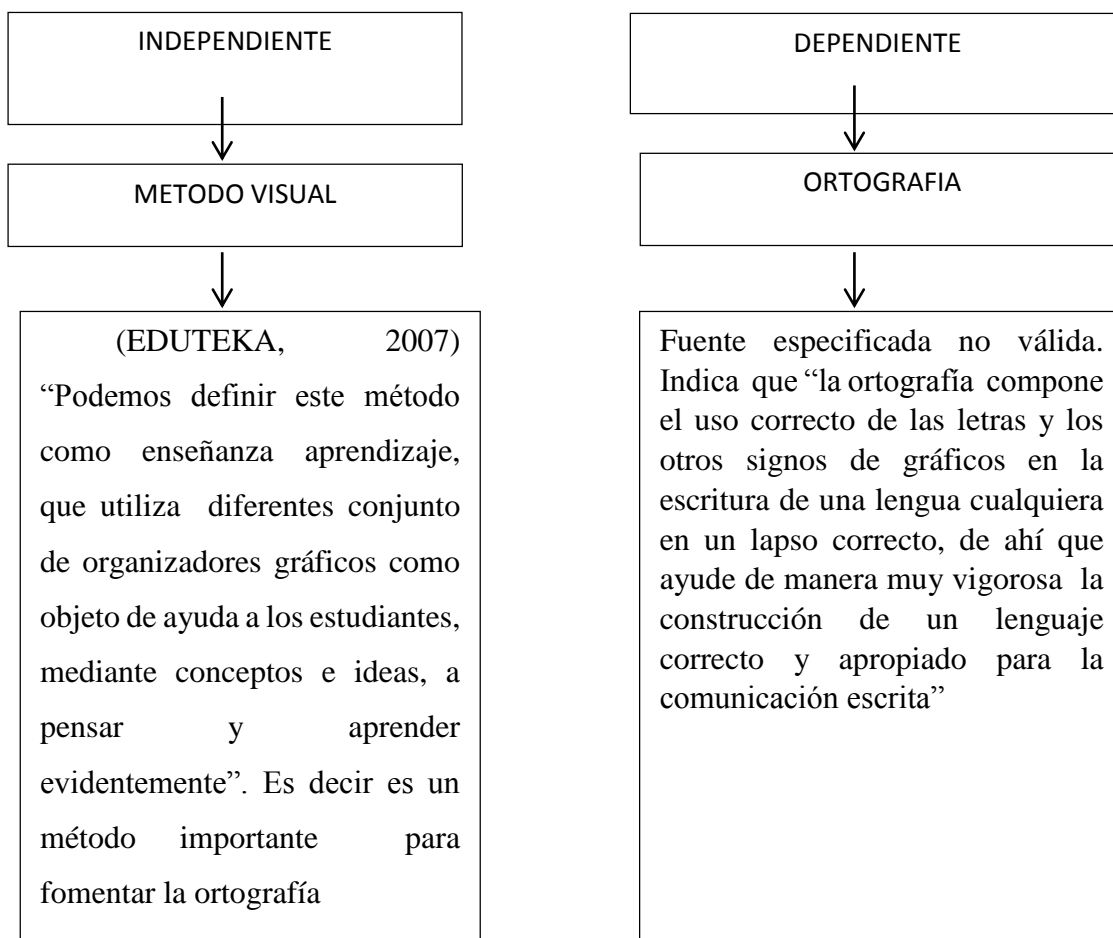 INDEPENDIENTE
METODO VISUAL
(EDUTEKA, 2007)
“Podemos definir este método
como enseñanza aprendizaje,
que utiliza diferentes conjunto
de organizadores gráficos como
objeto de ayuda a los estudiantes,
mediante conceptos e ideas, a
pensar y aprender
evidentemente”. Es decir es un
método importante para
fomentar la ortografía
DEPENDIENTE
ORTOGRAFIA
Fuente especificada no válida.
Indica que “la ortografía compone
el uso correcto de las letras y los
otros signos de gráficos en la
escritura de una lengua cualquiera
en un lapso correcto, de ahí que
ayude de manera muy vigorosa la
construcción de un lenguaje
correcto y apropiado para la
comunicación escrita”